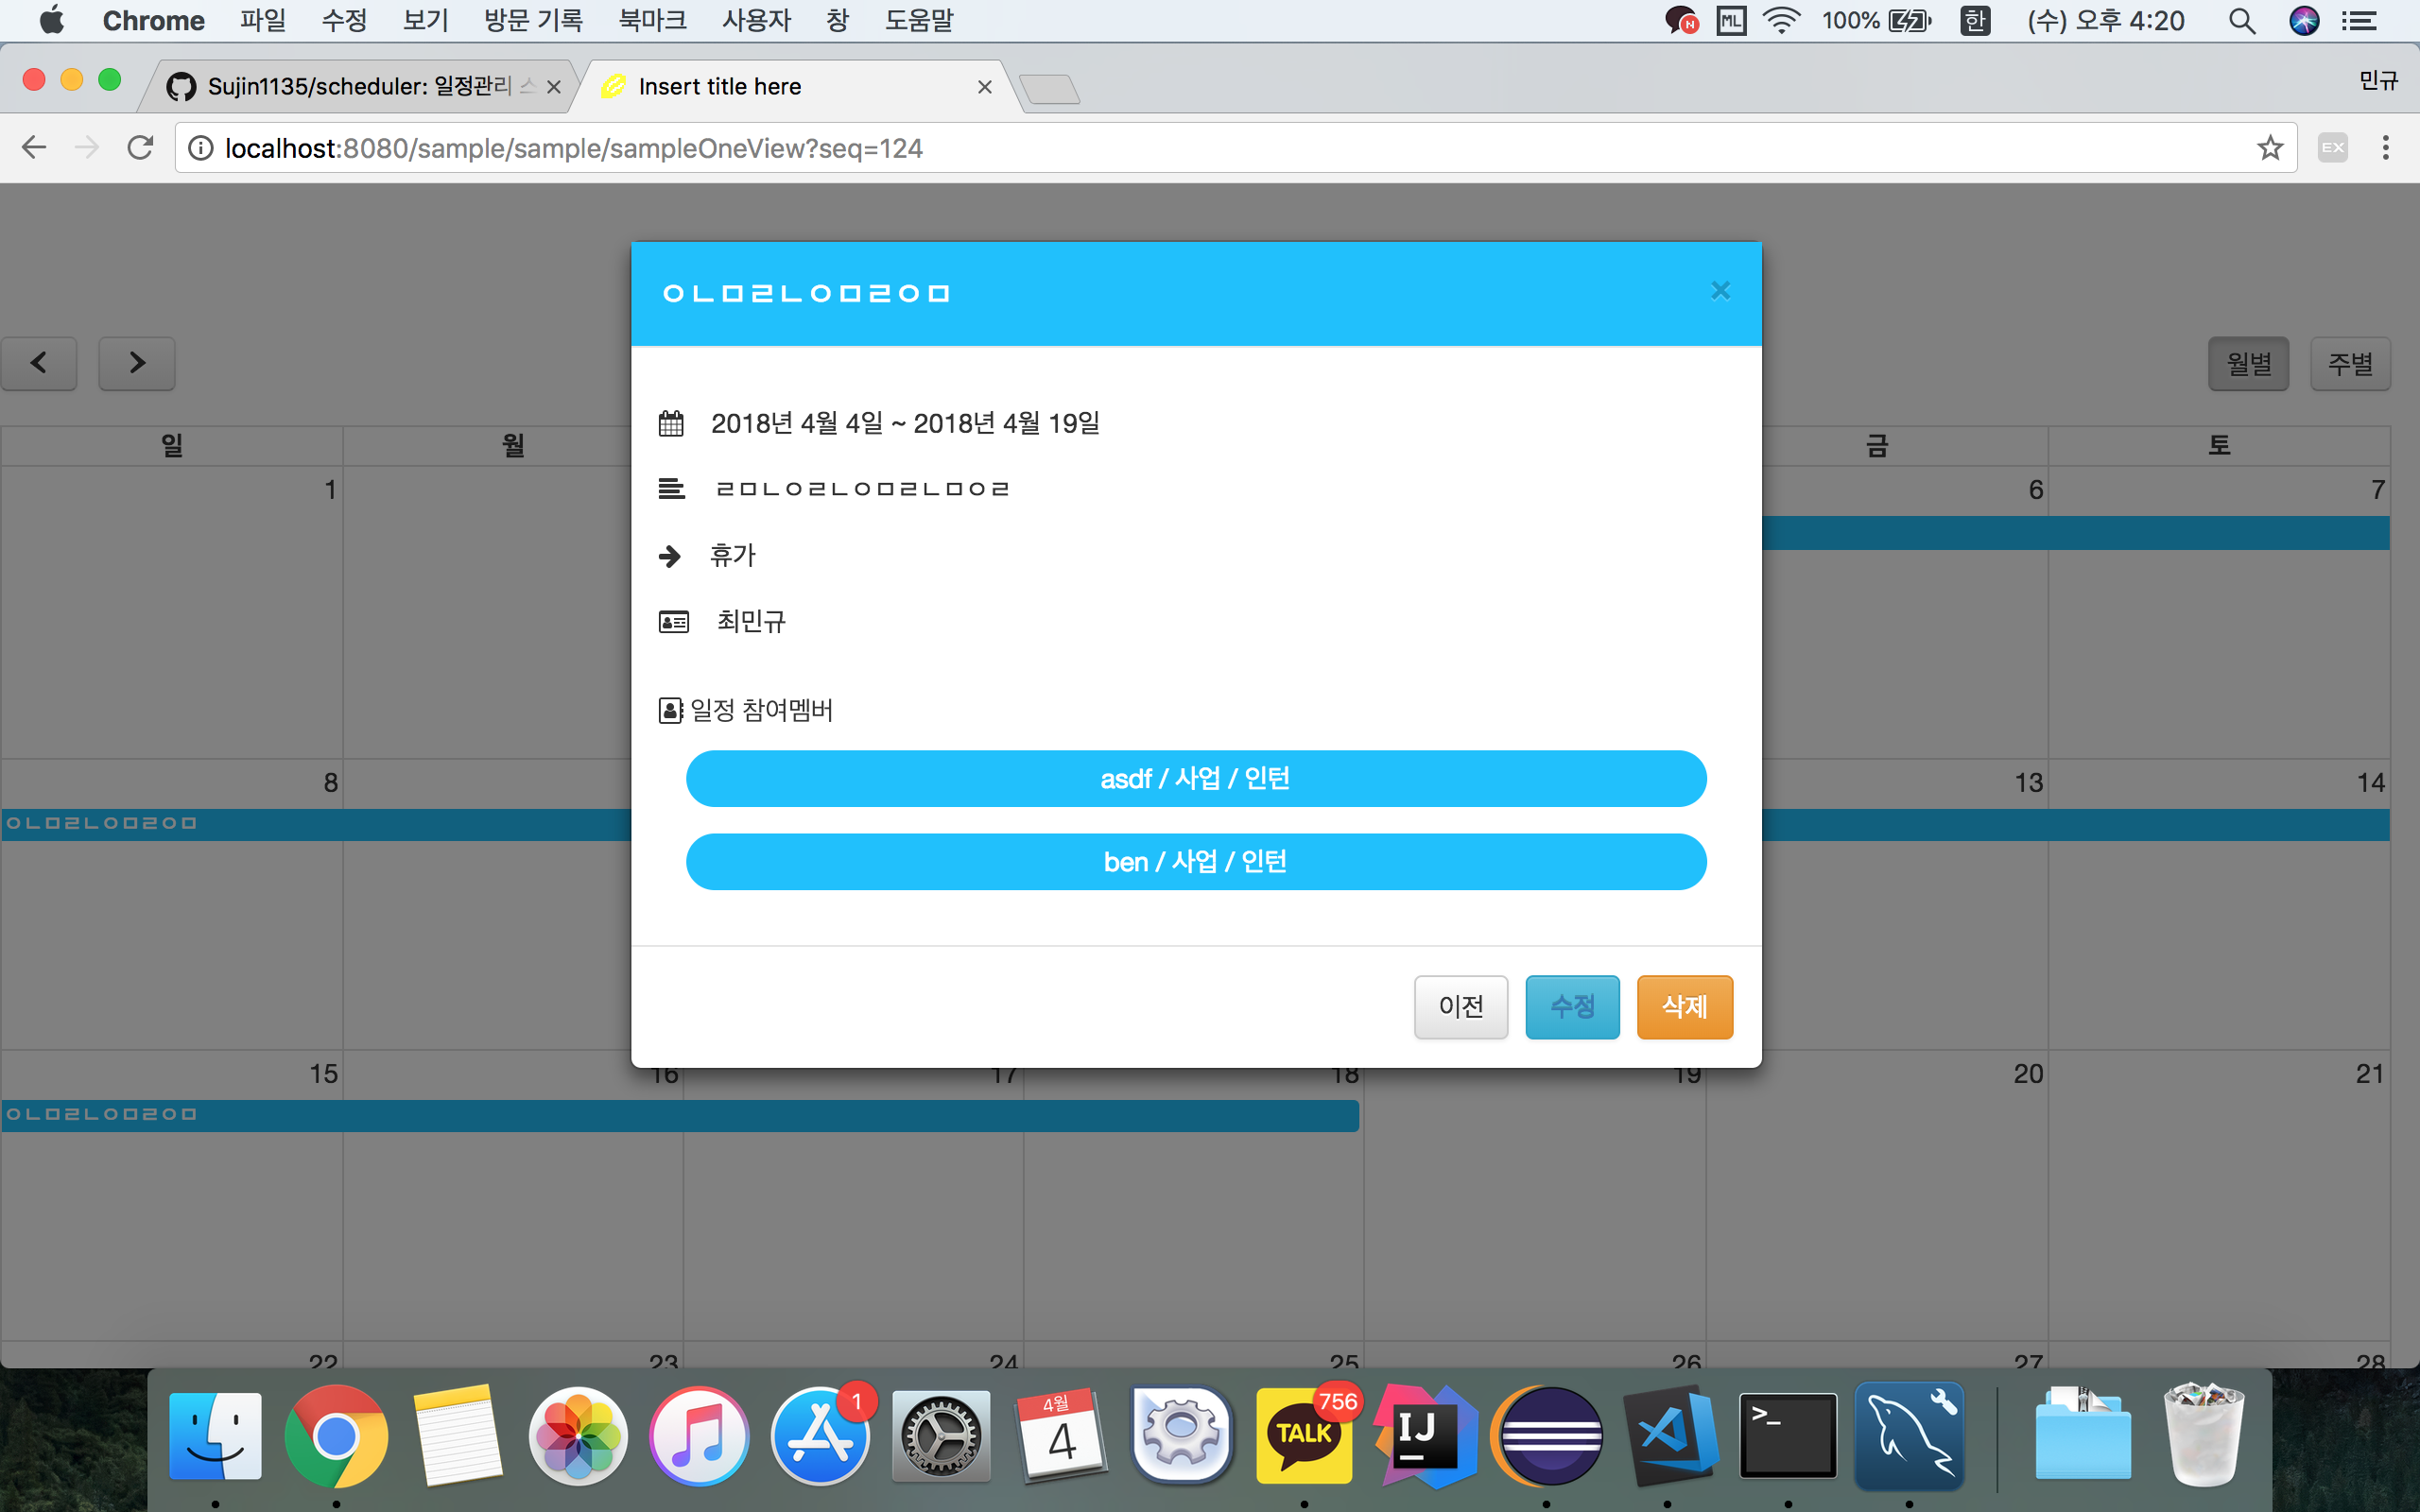 Chrome 파일 수정 보기 방문 기록 북마크 사용자 창 도움말 N ML 100% 한 (수) 오후 4:20
Sujin1135/scheduler: 일정관리 Insert title here 민규
localhost:8080/sample/sample/sampleOneView?seq=124 EX
ㅇㄴㅁㄹㄴㅇㅁㄹㅇㅁ ×
월별 주별
2018년 4월 4일 ~ 2018년 4월 19일
일 월 금 토
ㄹㅁㄴㅇㄹㄴㅇㅁㄹㄴㅁㅇㄹ
1 6 7
휴가
최민규
일정 참여멤버
asdf / 사업 / 인턴
8 13 14
ㅇㄴㅁㄹㄴㅇㅁㄹㅇㅁ
ben / 사업 / 인턴
이전 수정 삭제
15 16 17 18 19 20 21
ㅇㄴㅁㄹㄴㅇㅁㄹㅇㅁ
22 23 24 25 26 27 28
1 4월 4 TALK 756 IJ >_